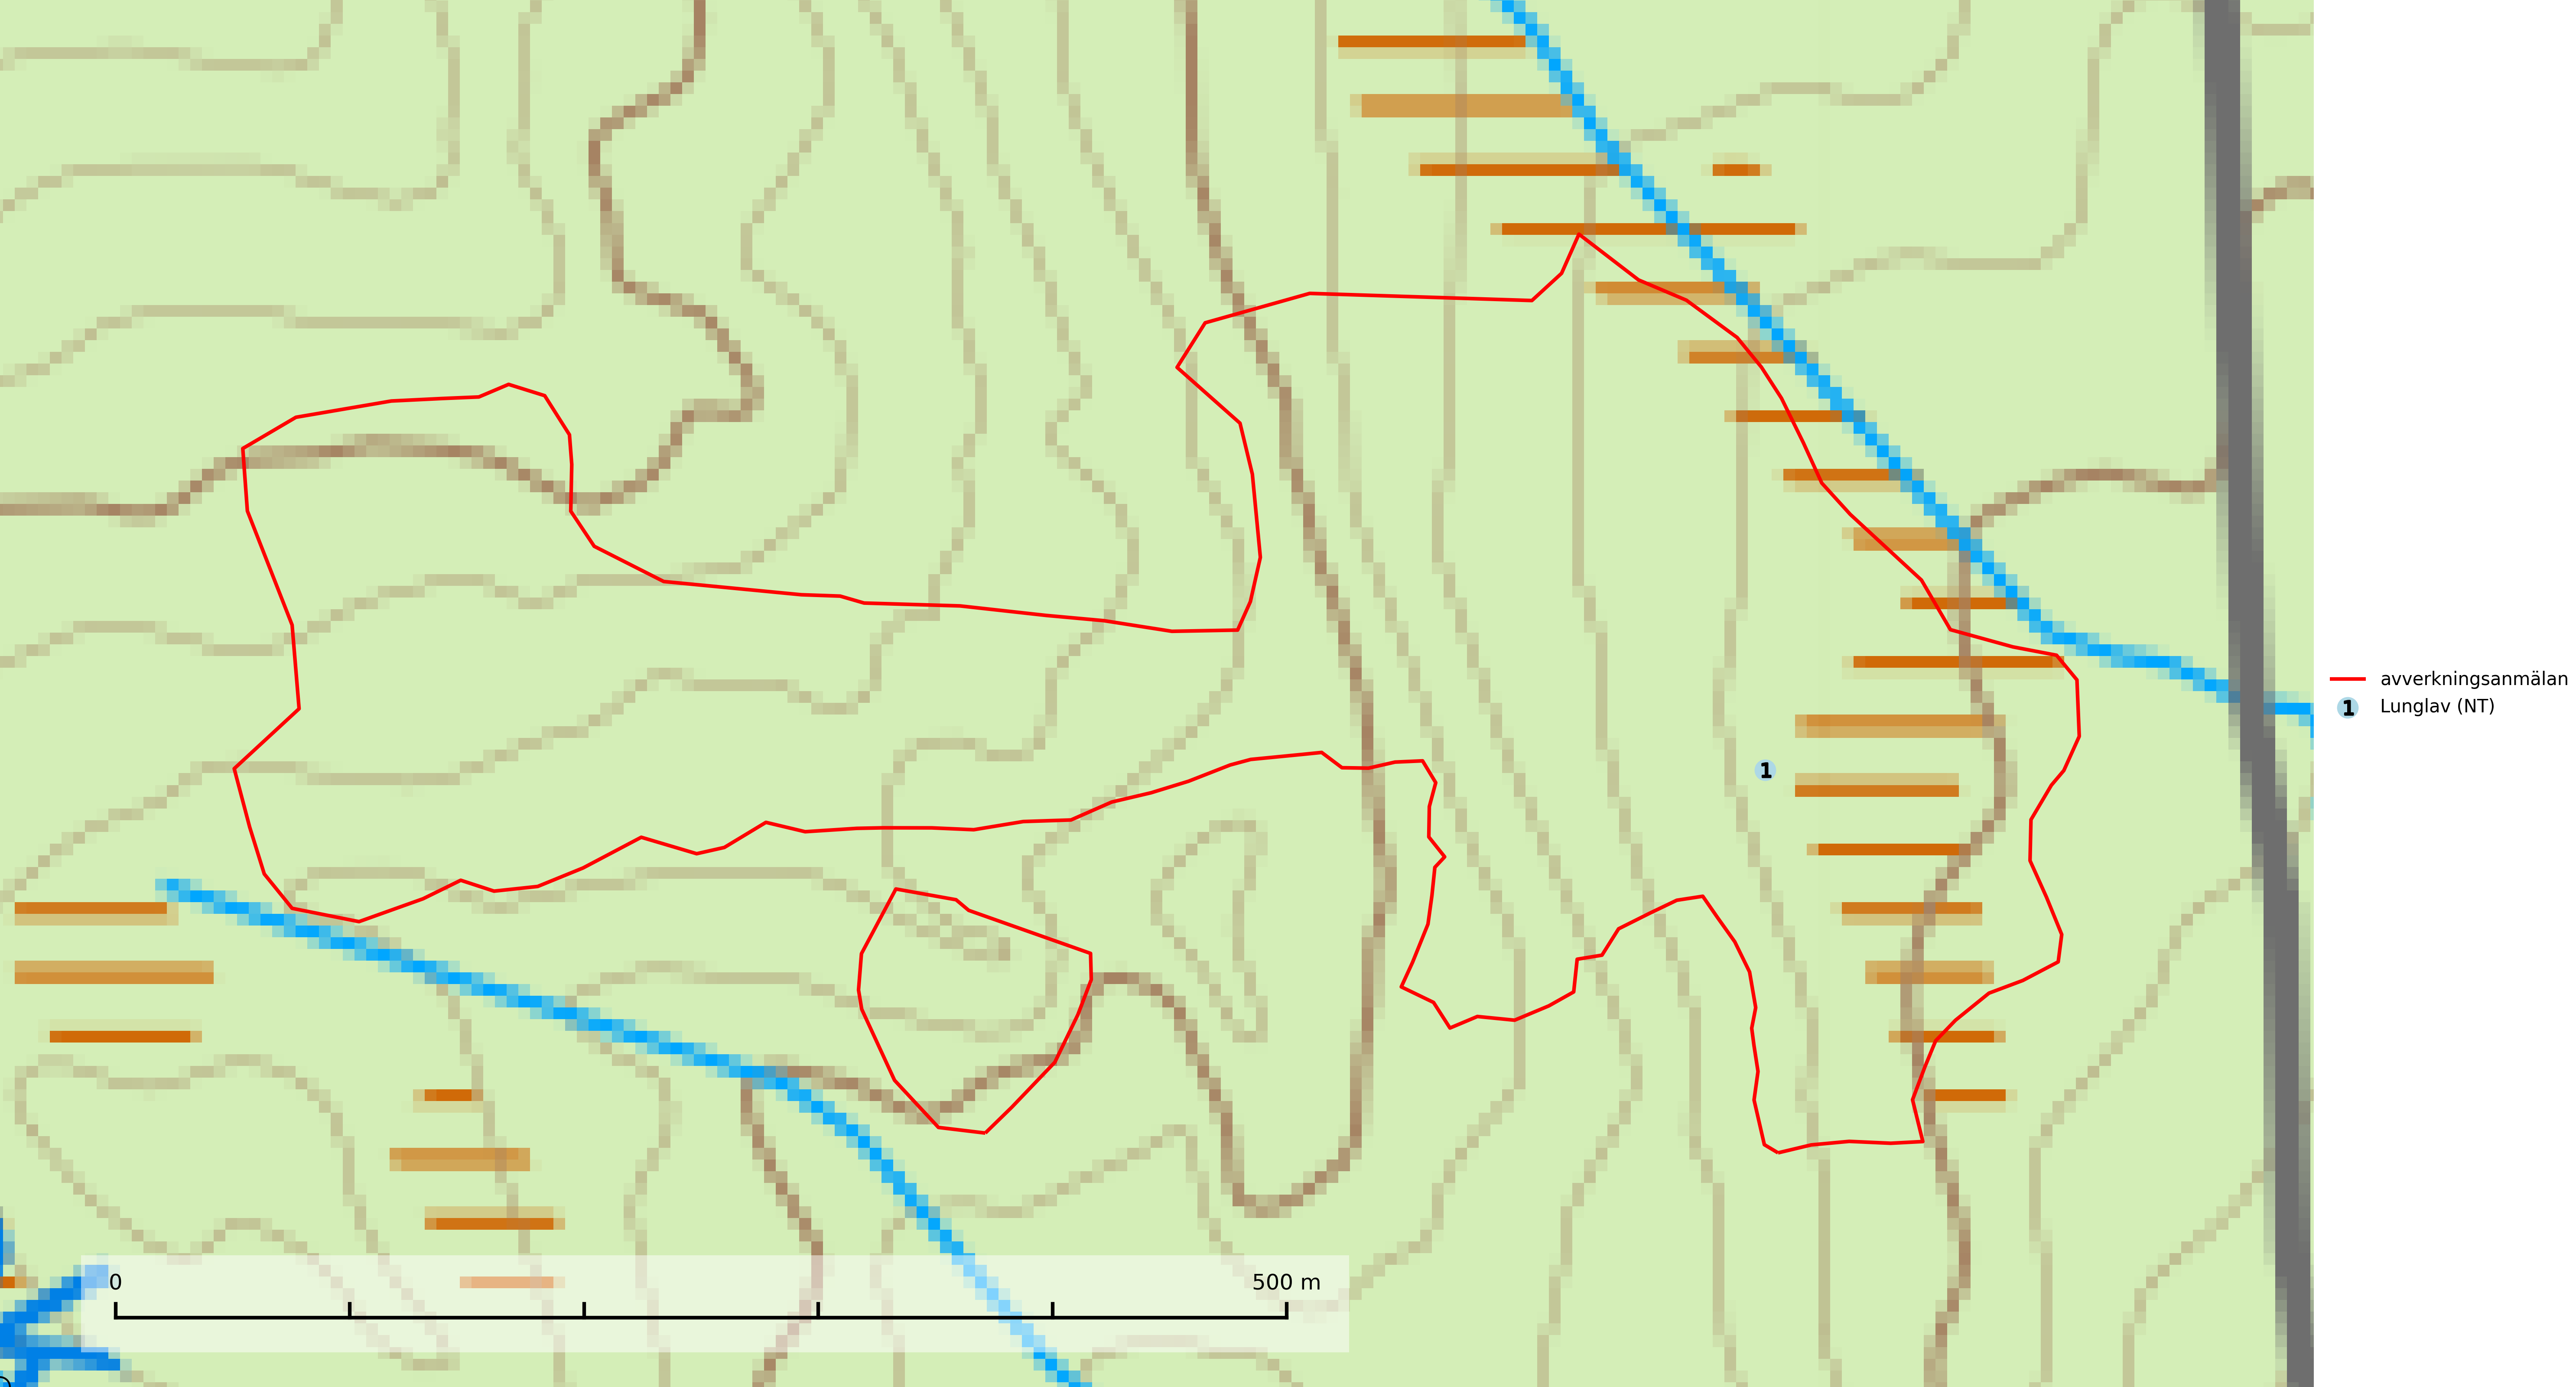 1
avverkningsanmälan
1 Lunglav (NT)
0 500 m